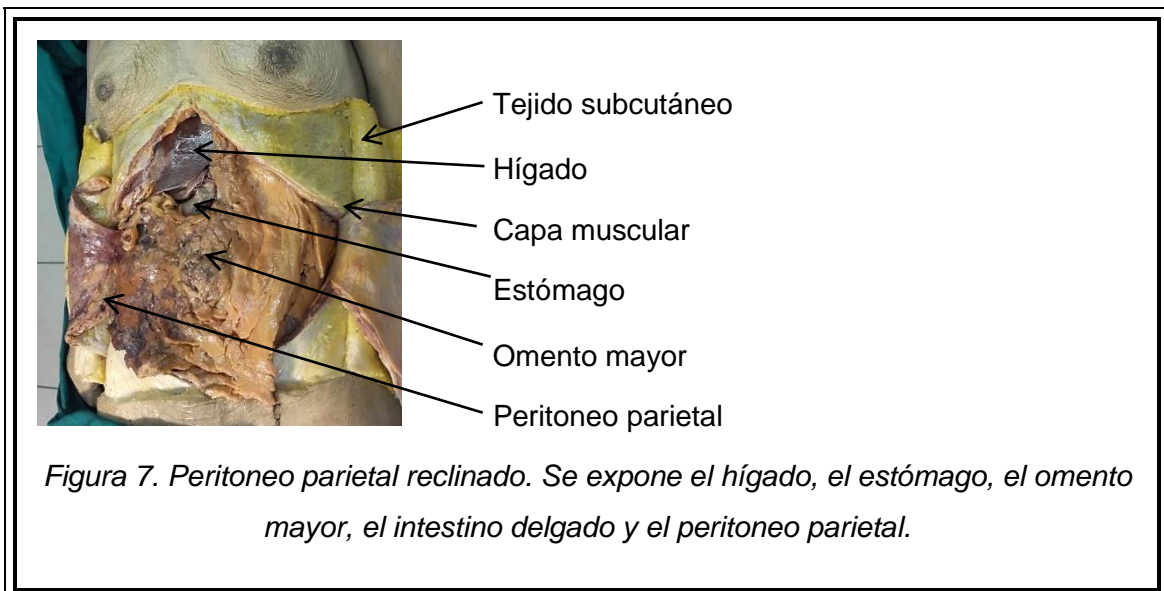 Tejido subcutáneo
Hígado
Capa muscular
Estómago
Omento mayor
Peritoneo parietal
Figura 7. Peritoneo parietal reclinado. Se expone el hígado, el estómago, el omento
mayor, el intestino delgado y el peritoneo parietal.